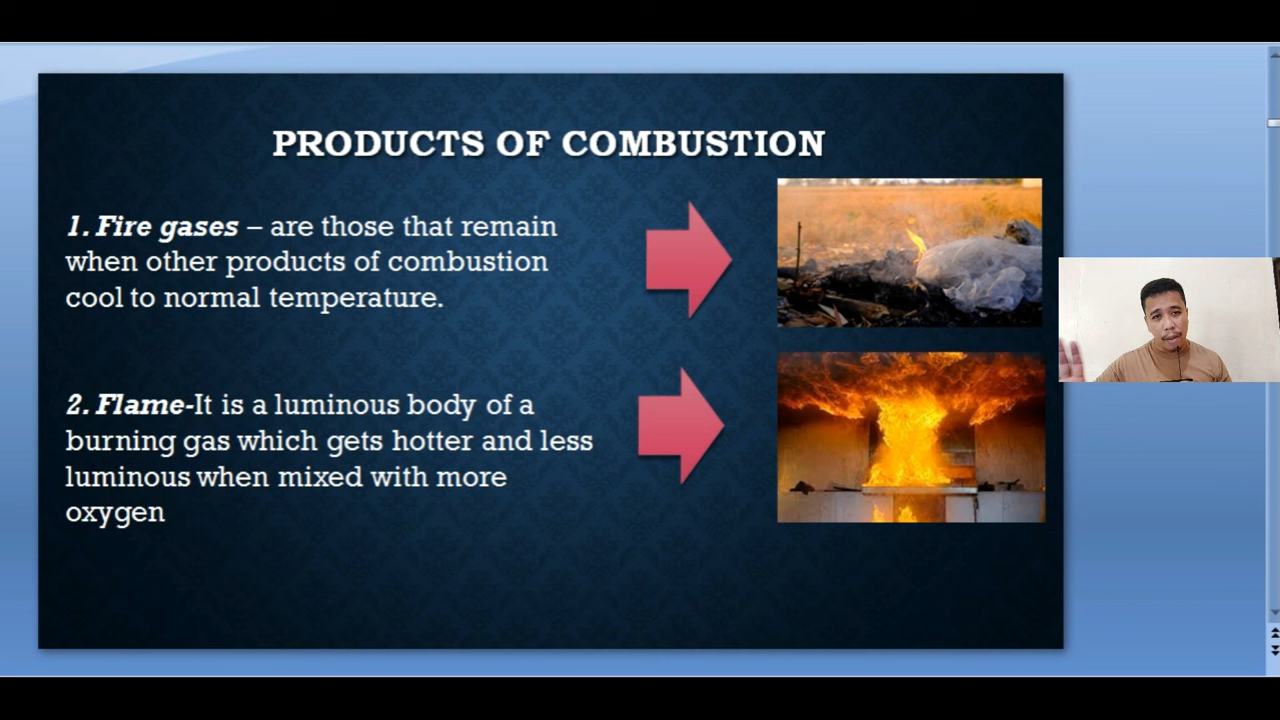 PRODUCTS OF COMBUSTION
1. Fire gases – are those that remain
when other products of combustion
cool to normal temperature.
2. Flame-It is a luminous body of a
burning gas which gets hotter and less
luminous when mixed with more
oxygen